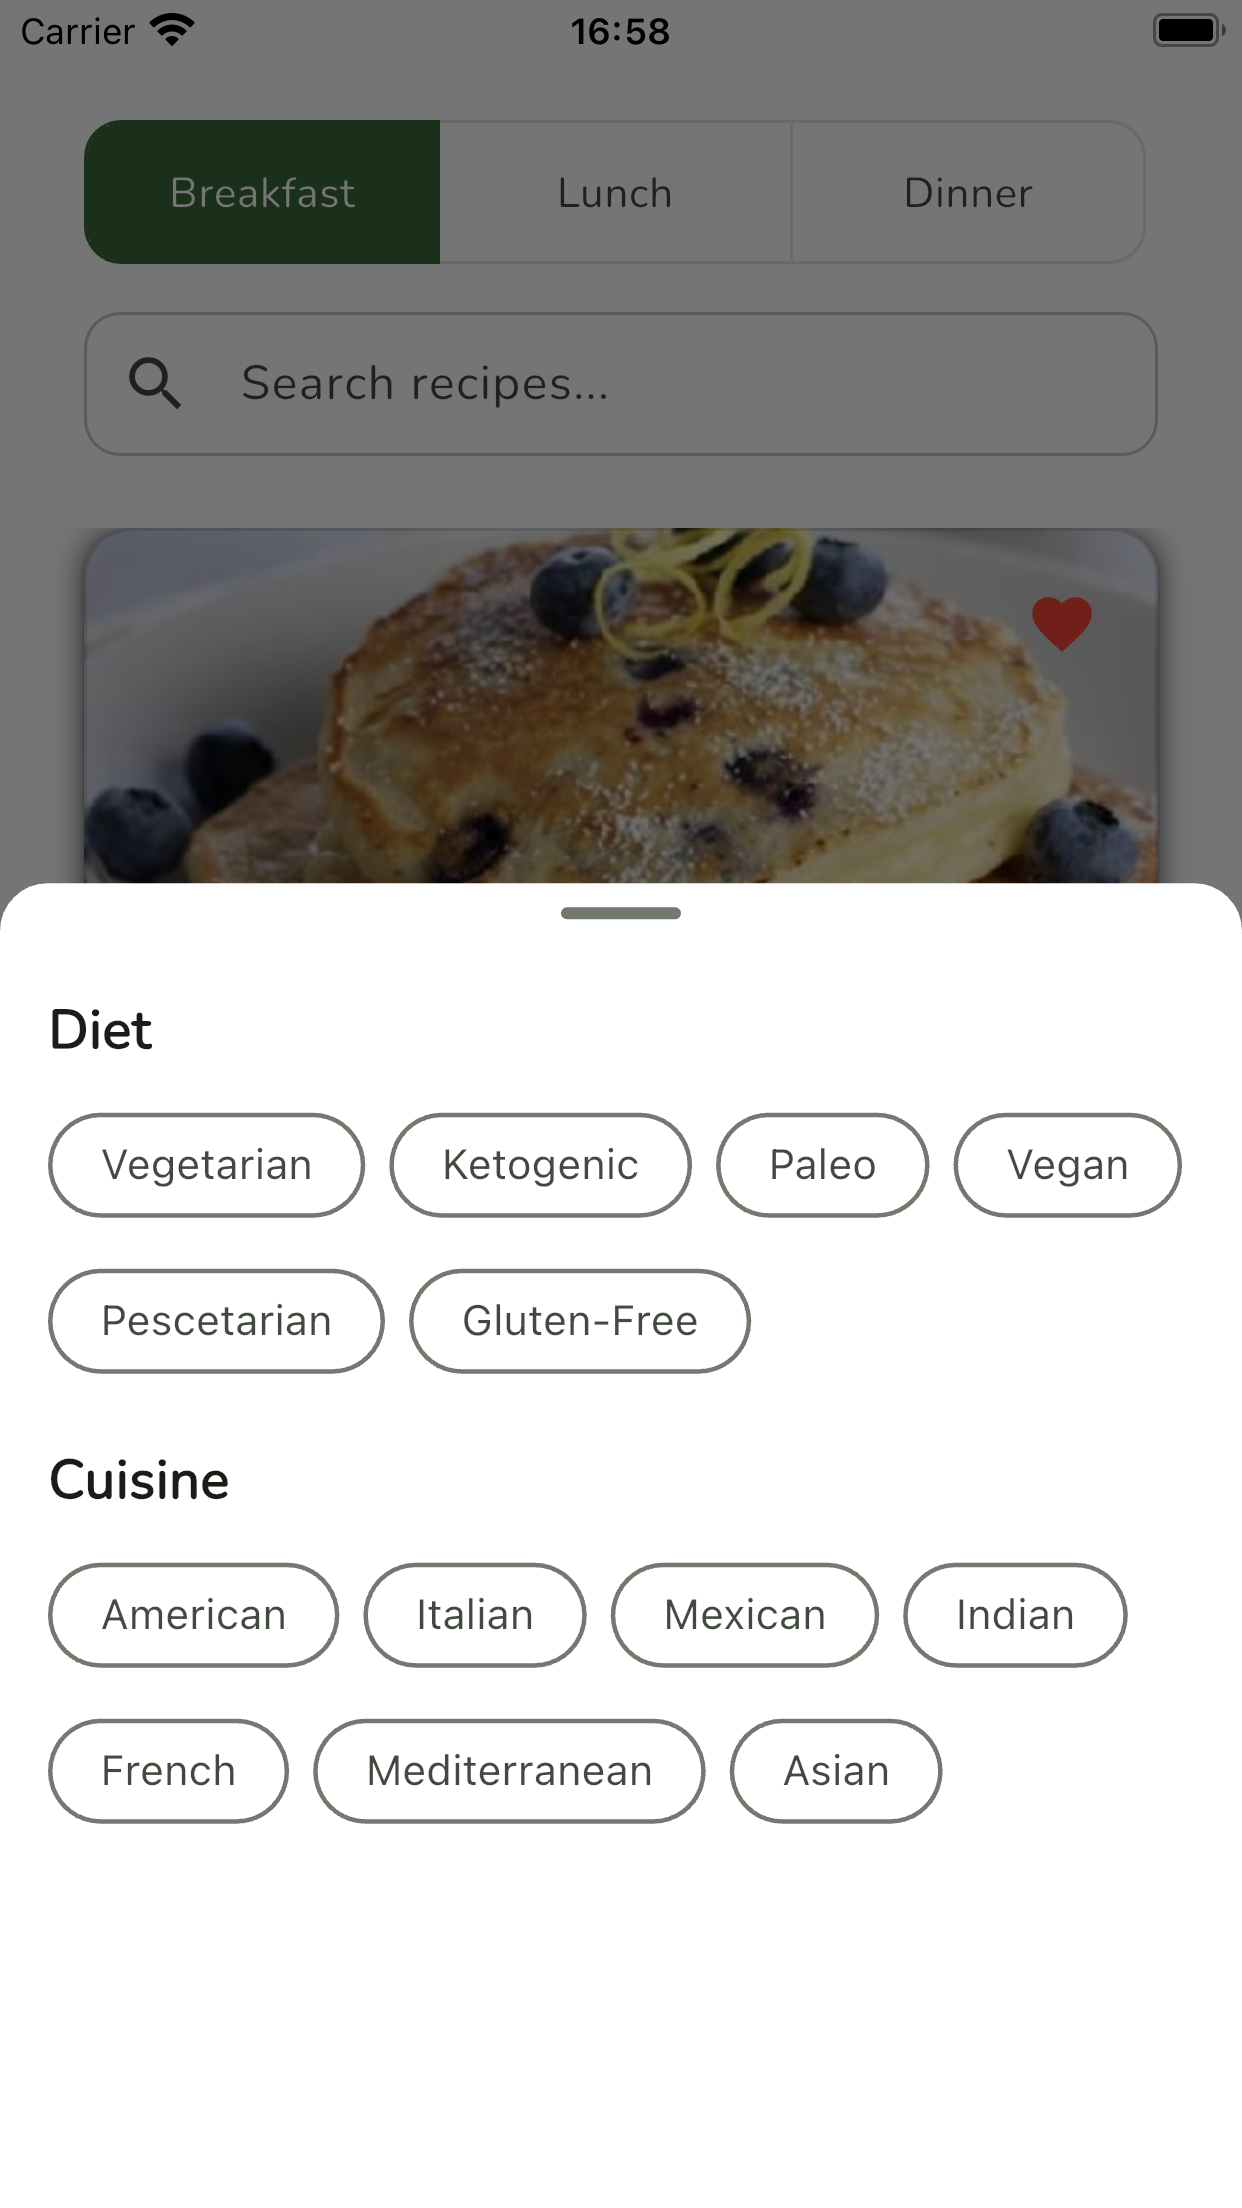 Carrier 16:58
Breakfast Lunch Dinner
Search recipes...
Diet
Vegetarian Ketogenic Paleo Vegan
Pescetarian Gluten-Free
Cuisine
American Italian Mexican Indian
French Mediterranean Asian